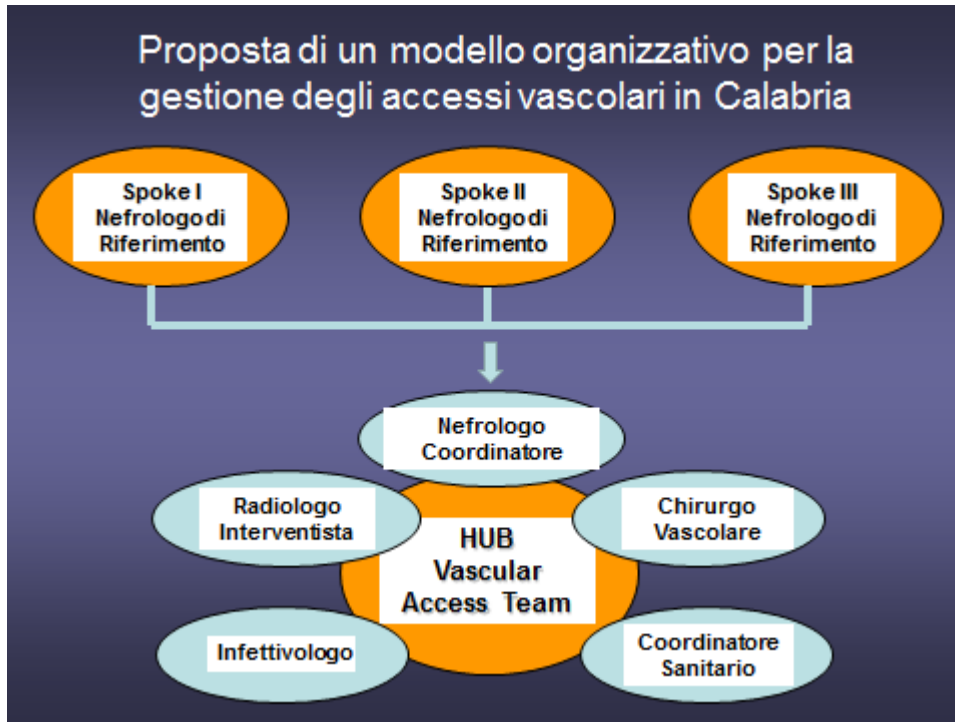 Proposta di un modello organizzativo per la
gestione degli accessi vascolari in Calabria
Spoke I
Nefrologo di
Riferimento
Spoke II
Nefrologo di
Riferimento
Spoke III
Nefrologo di
Riferimento
Nefrologo
Coordinatore
Radiologo
Interventista
Chirurgo
Vascolare
HUB
Vascular
Access Team
Infettivologo
Coordinatore
Sanitario